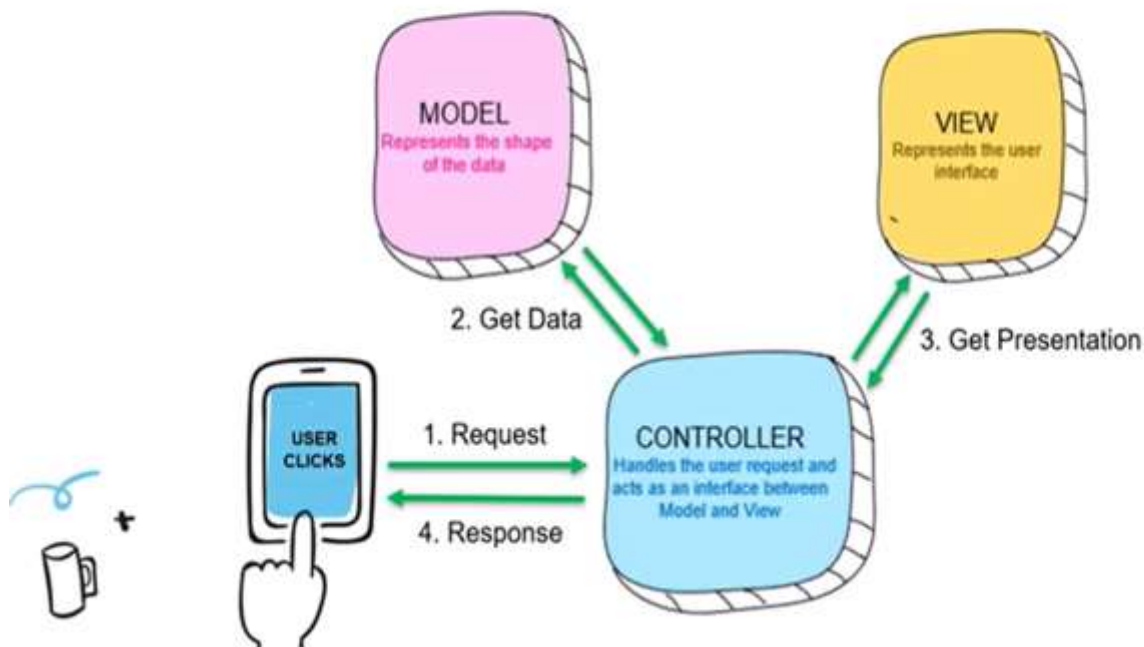 MODEL
Represents the shape
of the data
VIEW
Represents the user
interface
2. Get Data
3. Get Presentation
USER
CLICKS
1. Request
4. Response
CONTROLLER
Handles the user request and
acts as an interface between
Model and View